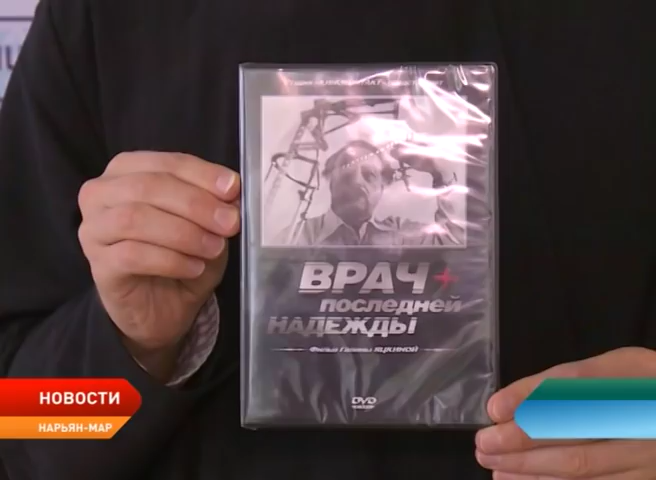 ВРАЧ
ПОСЛЕДНЕЙ
НАДЕЖДЫ
DVD
НОВОСТИ
НАРЬЯН-МАР